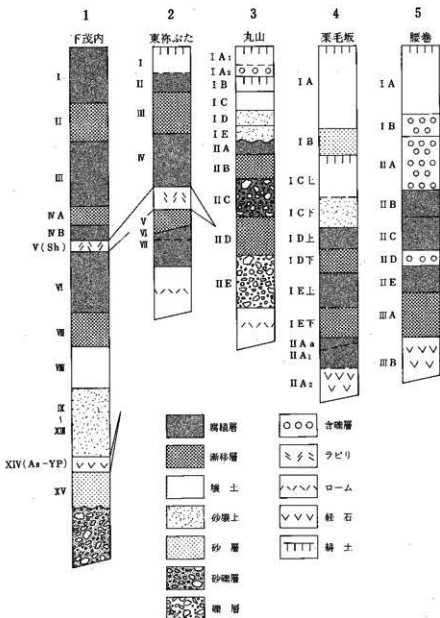 1
下茂内
I
II
III
IV A
IV B
V(Sh)
VI
VII
VIII
IX
~
XIII
XIV(As-YP)
XV
2
東祢ぶた
I
II
III
IV
V
VI
VII
3
丸山
I A₁
I A₂
I B
I C
I D
I E
II A
II B
II C
II D
II E
4
栗毛坂
I A
I B
I C上
I C下
I D上
I D下
I E上
I E下
II Aa
II A₁
II A₂
5
腰巻
I A
I B
II A
II B
II C
II D
II E
III A
III B
腐植層
漸移層
壌土
砂壌土
砂層
砂礫層
礫層
含礫層
ラピリ
ローム
軽石
耕土